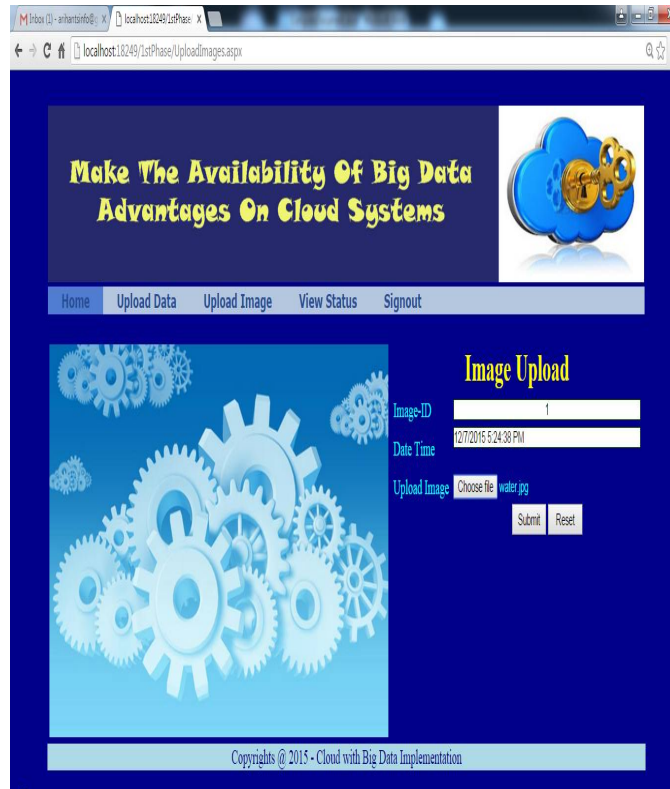 Inbox (1) - arihantsinfo@g
localhost:18249/1stPhase/
localhost:18249/1stPhase/UploadImages.aspx
Make The Availability Of Big Data
Advantages On Cloud Systems
Home Upload Data Upload Image View Status Signout
Image Upload
Image-ID 1
Date Time 12/7/2015 5:24:38 PM
Upload Image Choose file water.jpg
Submit Reset
Copyrights @ 2015 - Cloud with Big Data Implementation